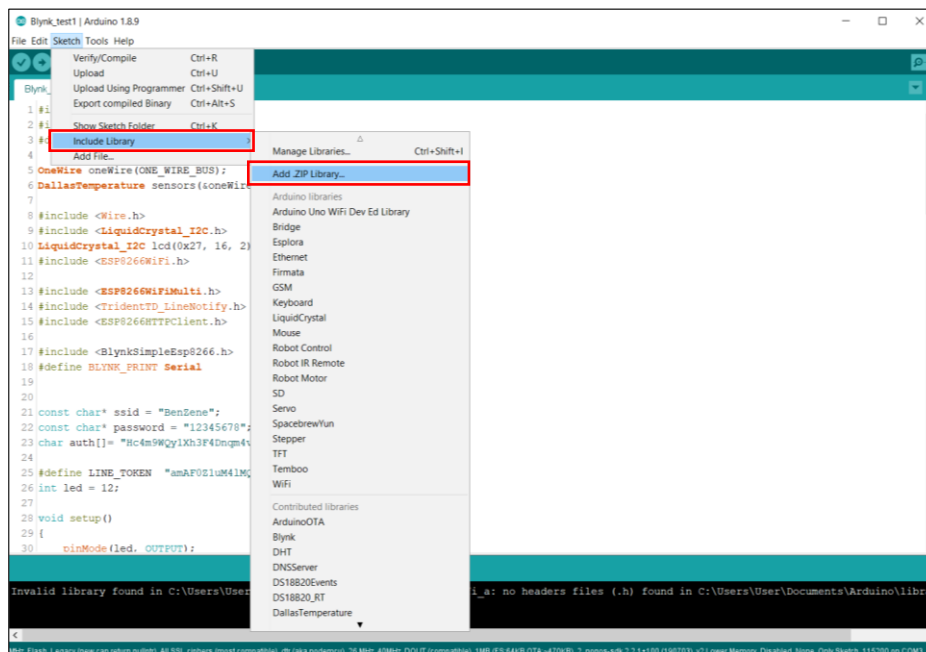 Blynk_test1 | Arduino 1.8.9
File Edit Sketch Tools Help
Verify/Compile Ctrl+R
Upload Ctrl+U
Upload Using Programmer Ctrl+Shift+U
Export compiled Binary Ctrl+Alt+S
Show Sketch Folder Ctrl+K
Include Library
Add File...
Manage Libraries... Ctrl+Shift+I
Add .ZIP Library...
Arduino libraries
Arduino Uno WiFi Dev Ed Library
Bridge
Esplora
Ethernet
Firmata
GSM
Keyboard
LiquidCrystal
Mouse
Robot Control
Robot IR Remote
Robot Motor
SD
Servo
SpacebrewYun
Stepper
TFT
Temboo
WiFi
Contributed libraries
ArduinoOTA
Blynk
DHT
DNSServer
DS18B20Events
DS18B20_RT
DallasTemperature
Blynk_
1 #i
2 #i
3 #d
4
5 OneWire oneWire(ONE_WIRE_BUS);
6 DallasTemperature sensors(&oneWire
7
8 #include <Wire.h>
9 #include <LiquidCrystal_I2C.h>
10 LiquidCrystal_I2C lcd(0x27, 16, 2)
11 #include <ESP8266WiFi.h>
12
13 #include <ESP8266WiFiMulti.h>
14 #include <TridentTD_LineNotify.h>
15 #include <ESP8266HTTPClient.h>
16
17 #include <BlynkSimpleEsp8266.h>
18 #define BLYNK_PRINT Serial
19
20
21 const char* ssid = "BenZene";
22 const char* password = "12345678";
23 char auth[]= "Hc4m9WQy1Xh3F4Dnqm4v
24
25 #define LINE_TOKEN "amAF0Z1uM41MQ
26 int led = 12;
27
28 void setup()
29 {
30 pinMode(led, OUTPUT);
Invalid library found in C:\Users\User i_a: no headers files (.h) found in C:\Users\User\Documents\Arduino\libr